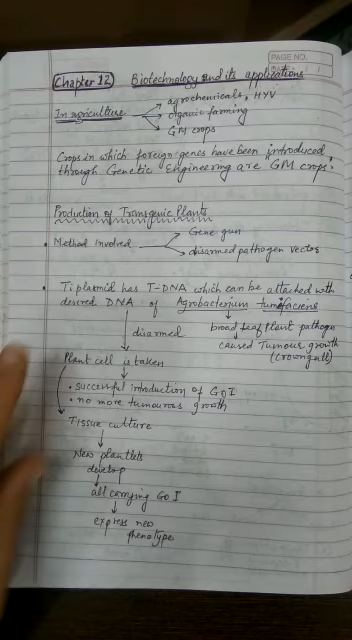 PAGE NO.
Chapter 12 Biotechnology and its applications
agrochemicals, HYV
In agriculture organic farming
GM crops
Crops in which foreign genes have been introduced
through Genetic Engineering are "GM crops".
Production of Transgenic Plants
Gene gun
• Method involved
disarmed pathogen vector
• Ti plasmid has T-DNA which can be attached with
desired DNA of Agrobacterium tumifaciens
disarmed broad leaf plant pathogen
caused Tumour growth
Plant cell is taken (crown gall)
• successful introduction of GOI
• no more tumourous growth
Tissue culture
New plantlets
develop
all carrying GOI
express new
phenotype